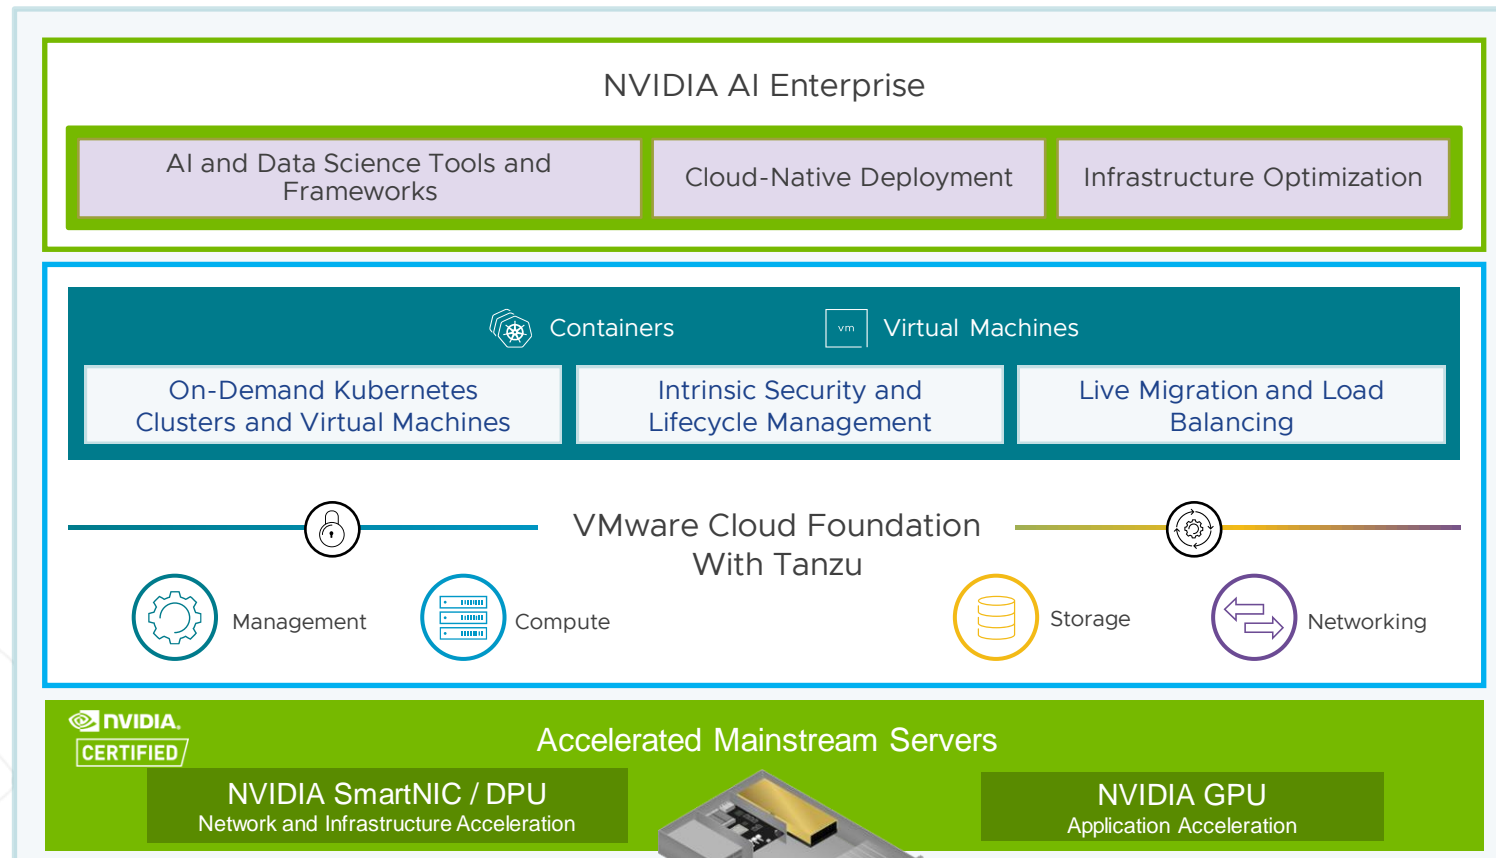 NVIDIA AI Enterprise
AI and Data Science Tools and
Frameworks
Cloud-Native Deployment
Infrastructure Optimization
Containers
vm
Virtual Machines
On-Demand Kubernetes
Clusters and Virtual Machines
Intrinsic Security and
Lifecycle Management
Live Migration and Load
Balancing
VMware Cloud Foundation
With Tanzu
Management
Compute
Storage
Networking
NVIDIA.
CERTIFIED
Accelerated Mainstream Servers
NVIDIA SmartNIC / DPU
Network and Infrastructure Acceleration
NVIDIA GPU
Application Acceleration